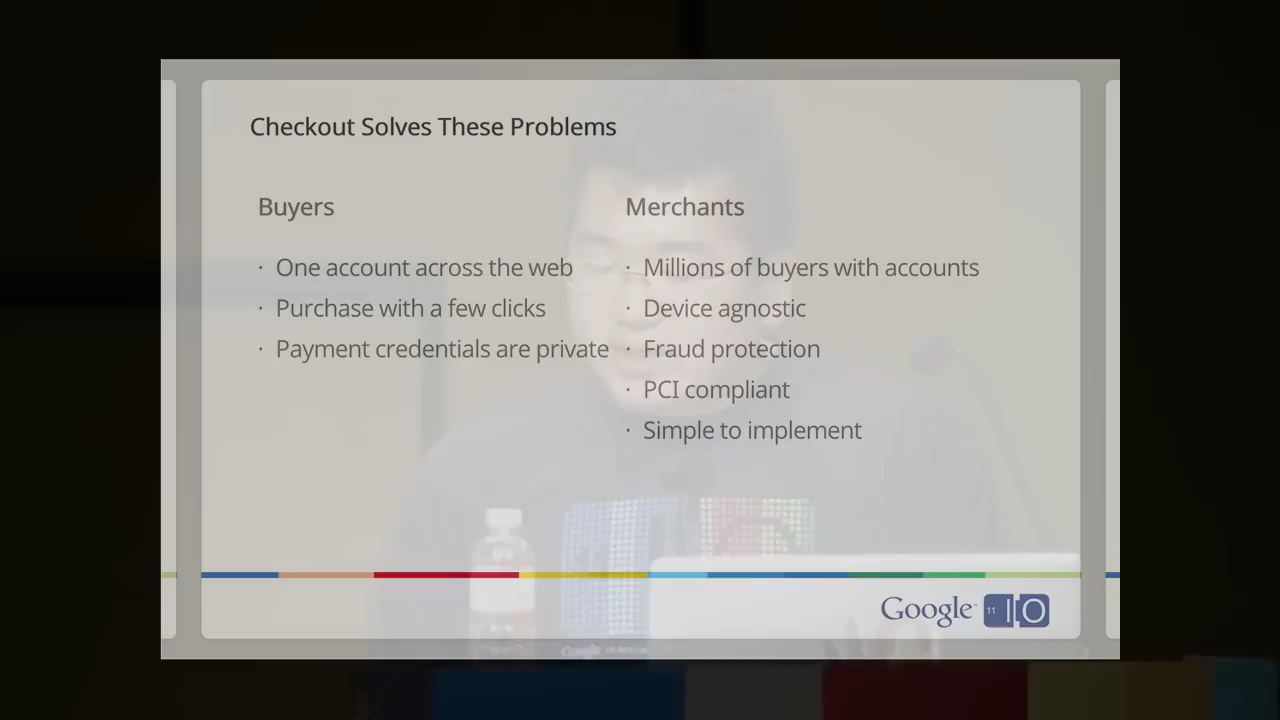 Checkout Solves These Problems
Buyers
· One account across the web
· Purchase with a few clicks
· Payment credentials are private
Merchants
· Millions of buyers with accounts
· Device agnostic
· Fraud protection
· PCI compliant
· Simple to implement
Google 11 IO
Google